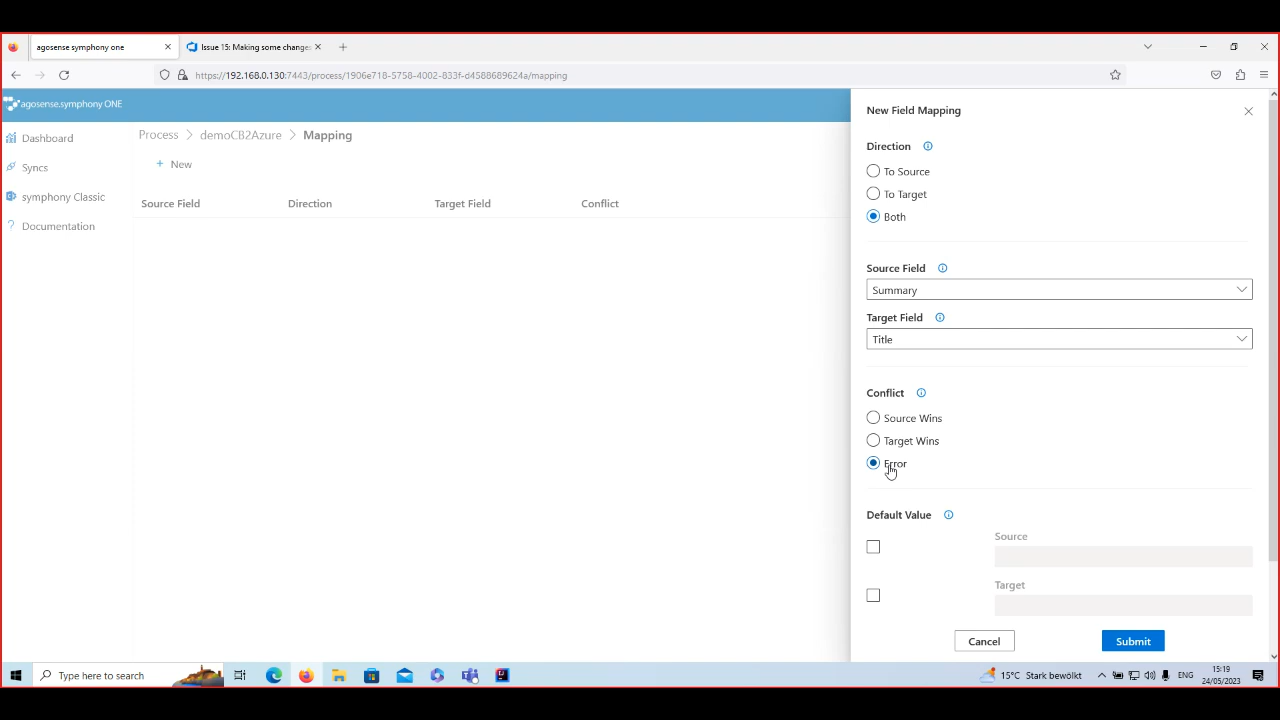 agosense symphony one
Issue 15: Making some changes
https://192.168.0.130:7443/process/1906e718-5758-4002-833f-d4588689624a/mapping
agosense.symphony ONE
Dashboard
Syncs
symphony Classic
Documentation
Process > demoCB2Azure > Mapping
+ New
Source Field Direction Target Field Conflict
New Field Mapping
Direction
To Source
To Target
Both
Source Field
Summary
Target Field
Title
Conflict
Source Wins
Target Wins
Error
Default Value
Source
Target
Cancel Submit
Type here to search
15°C Stark bewölkt
ENG
15:19
24/05/2023